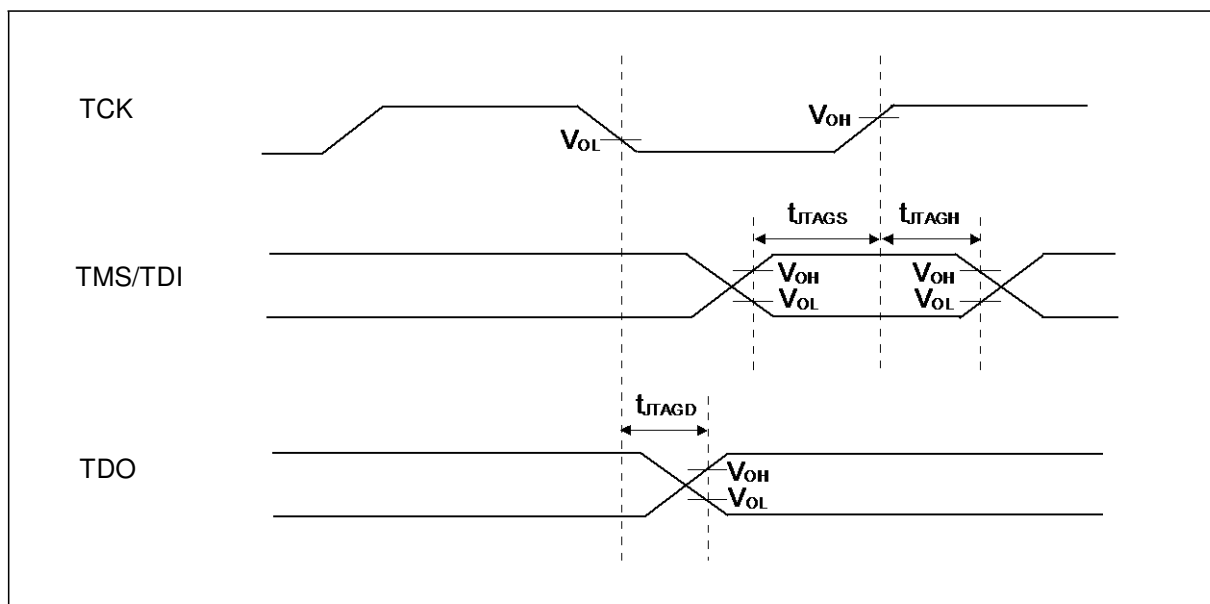 TCK
VOL
VOH
tJTAGS
tJTAGH
TMS/TDI
VOH
VOL
VOH
VOL
tJTAGD
TDO
VOH
VOL